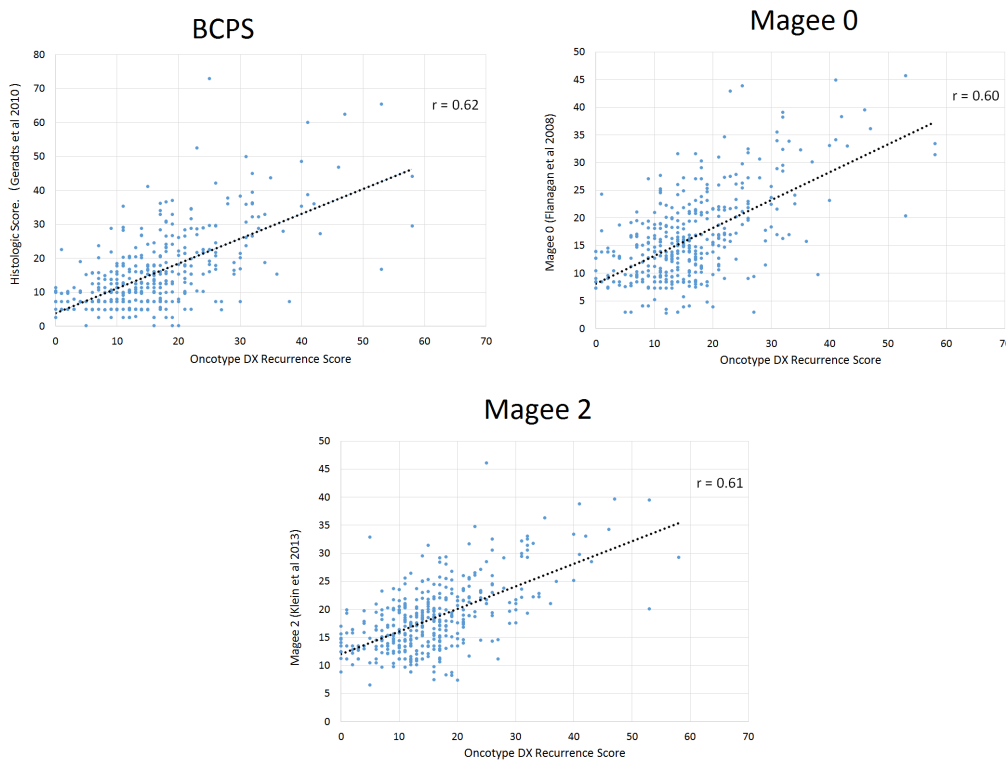 BCPS
80
70
60
50
40
30
20
10
0
0 10 20 30 40 50 60 70
Histologic Score. (Geradts et al 2010)
Oncotype DX Recurrence Score
r = 0.62
Magee 0
50
45
40
35
30
25
20
15
10
5
0
0 10 20 30 40 50 60 70
Magee 0 (Flanagan et al 2008)
Oncotype DX Recurrence Score
r = 0.60
Magee 2
50
45
40
35
30
25
20
15
10
5
0
0 10 20 30 40 50 60 70
Magee 2 (Klein et al 2013)
Oncotype DX Recurrence Score
r = 0.61